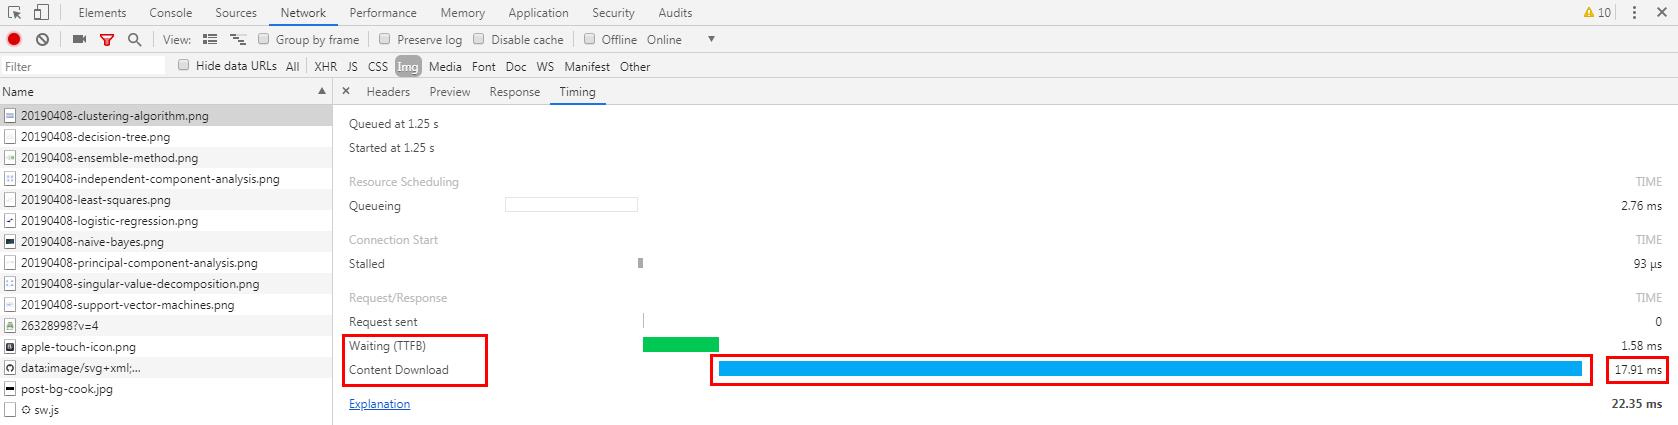 Elements Console Sources Network Performance Memory Application Security Audits 10
View: Group by frame Preserve log Disable cache Offline Online
Filter Hide data URLs All XHR JS CSS Img Media Font Doc WS Manifest Other
Name
20190408-clustering-algorithm.png
20190408-decision-tree.png
20190408-ensemble-method.png
20190408-independent-component-analysis.png
20190408-least-squares.png
20190408-logistic-regression.png
20190408-naive-bayes.png
20190408-principal-component-analysis.png
20190408-singular-value-decomposition.png
20190408-support-vector-machines.png
26328998?v=4
apple-touch-icon.png
data:image/svg+xml;...
post-bg-cook.jpg
sw.js
Headers Preview Response Timing
Queued at 1.25 s
Started at 1.25 s
Resource Scheduling TIME
Queueing 2.76 ms
Connection Start TIME
Stalled 93 μs
Request/Response TIME
Request sent 0
Waiting (TTFB) 1.58 ms
Content Download 17.91 ms
Explanation 22.35 ms